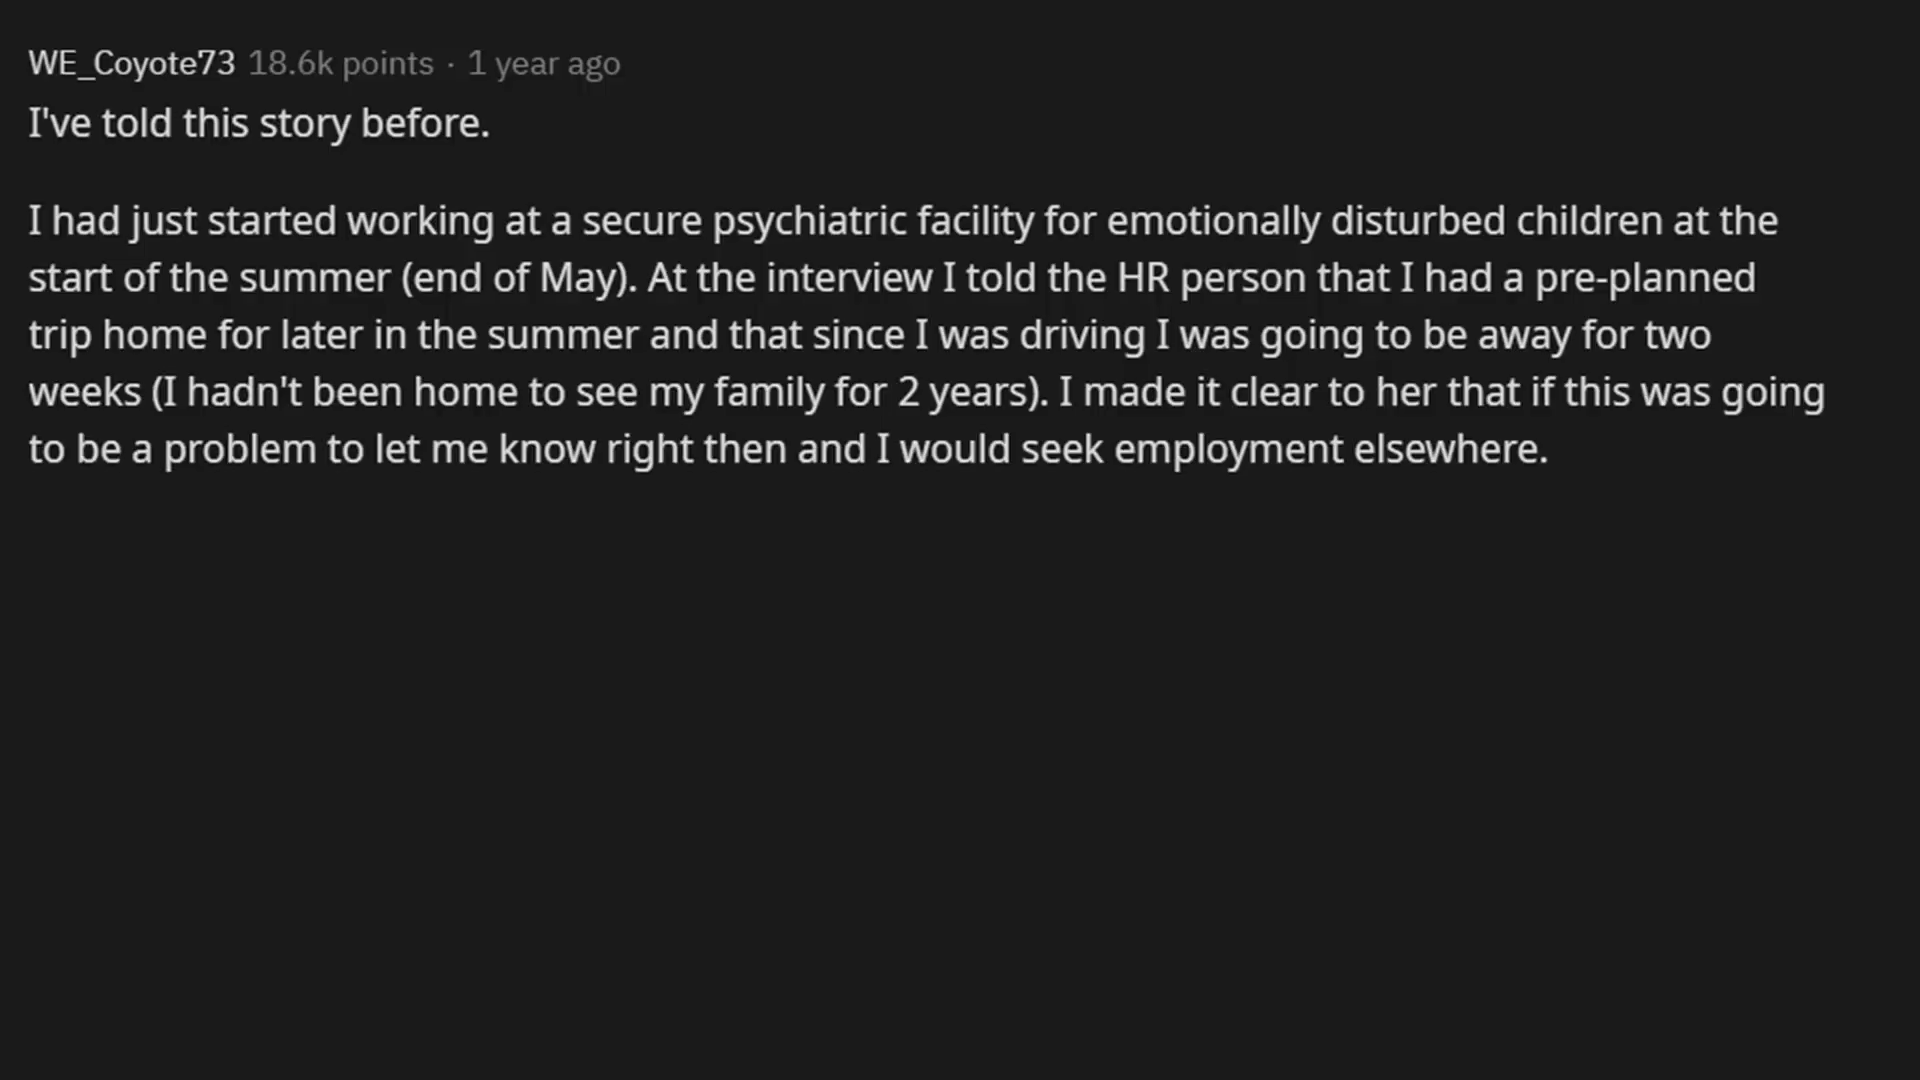 WE_Coyote73 18.6k points · 1 year ago
I've told this story before.
I had just started working at a secure psychiatric facility for emotionally disturbed children at the
start of the summer (end of May). At the interview I told the HR person that I had a pre-planned
trip home for later in the summer and that since I was driving I was going to be away for two
weeks (I hadn't been home to see my family for 2 years). I made it clear to her that if this was going
to be a problem to let me know right then and I would seek employment elsewhere.